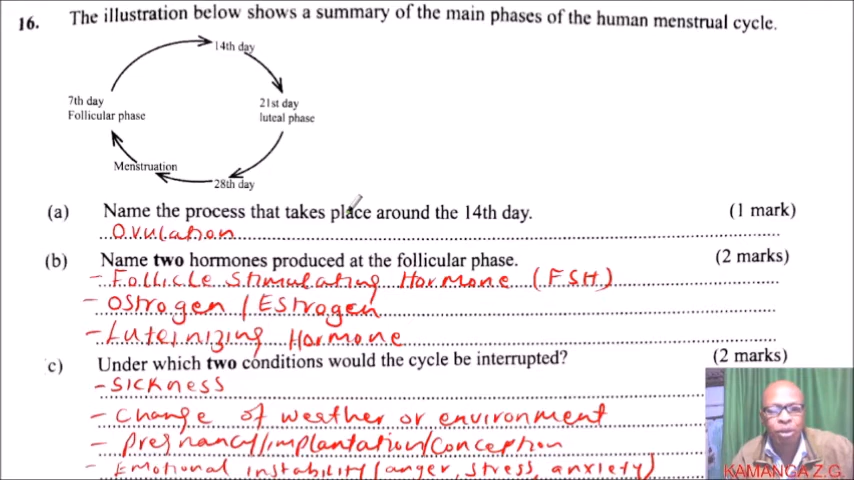 16. The illustration below shows a summary of the main phases of the human menstrual cycle.
14th day
7th day
Follicular phase
21st day
luteal phase
Menstruation
28th day
(a) Name the process that takes place around the 14th day. (1 mark)
Ovulation
(b) Name two hormones produced at the follicular phase. (2 marks)
- Follicle Stimulating Hormone (FSH)
- Ostrogen / Estrogen
- Luteinizing Hormone
c) Under which two conditions would the cycle be interrupted? (2 marks)
- Sickness
- Change of weather or environment
- Pregnancy/implantation/conception
- Emotional instability (anger, stress, anxiety)
KAMANGA Z.G.